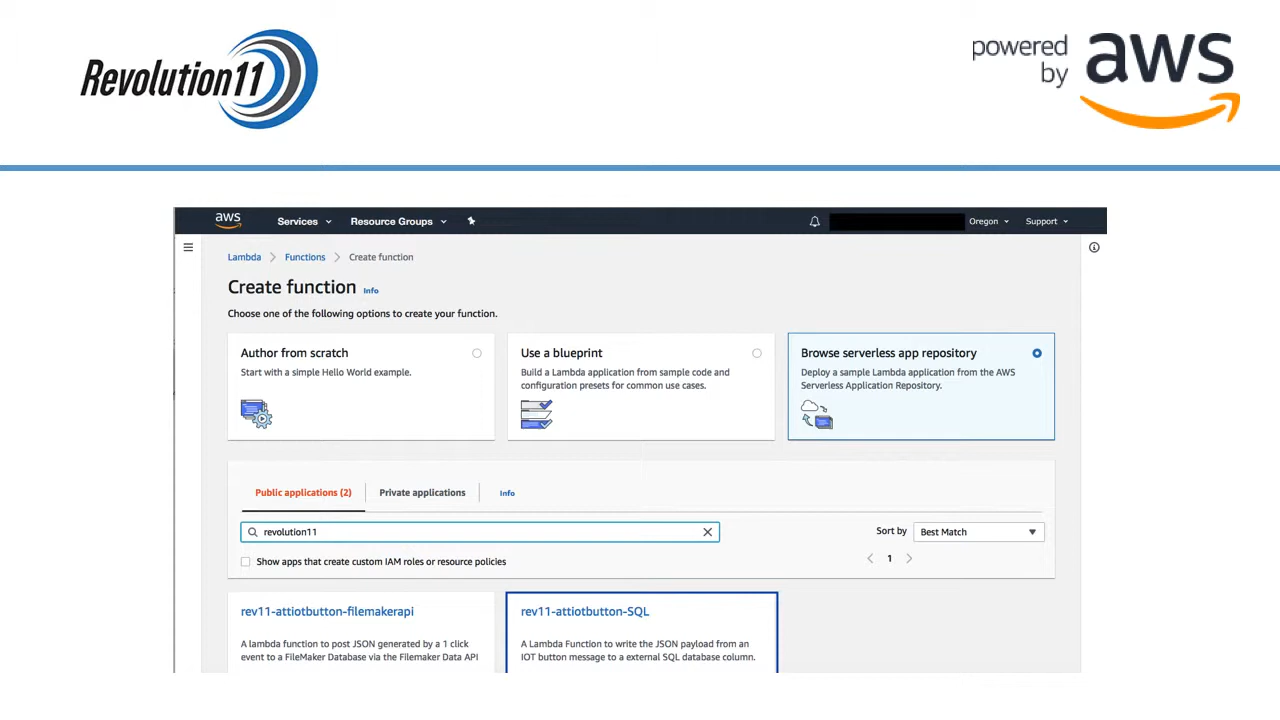 Revolution11
powered
by
aws
aws
Services
Resource Groups
Oregon
Support
Lambda
Functions
Create function
Create function
Info
Choose one of the following options to create your function.
Author from scratch
Start with a simple Hello World example.
Use a blueprint
Build a Lambda application from sample code and
configuration presets for common use cases.
Browse serverless app repository
Deploy a sample Lambda application from the AWS
Serverless Application Repository.
Public applications (2)
Private applications
Info
revolution11
Sort by
Best Match
Show apps that create custom IAM roles or resource policies
1
rev11-attiotbutton-filemakerapi
A lambda function to post JSON generated by a 1 click
event to a FileMaker Database via the Filemaker Data API
rev11-attiotbutton-SQL
A Lambda Function to write the JSON payload from an
IOT button message to a external SQL database column.